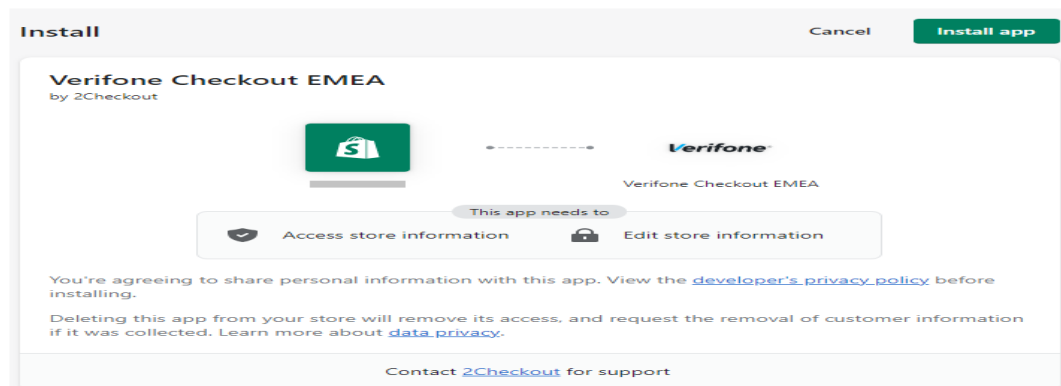 Install
Cancel
Install app
Verifone Checkout EMEA
by 2Checkout
S
Verifone
Verifone Checkout EMEA
This app needs to
Access store information
Edit store information
You're agreeing to share personal information with this app. View the developer's privacy policy before
installing.
Deleting this app from your store will remove its access, and request the removal of customer information
if it was collected. Learn more about data privacy.
Contact 2Checkout for support